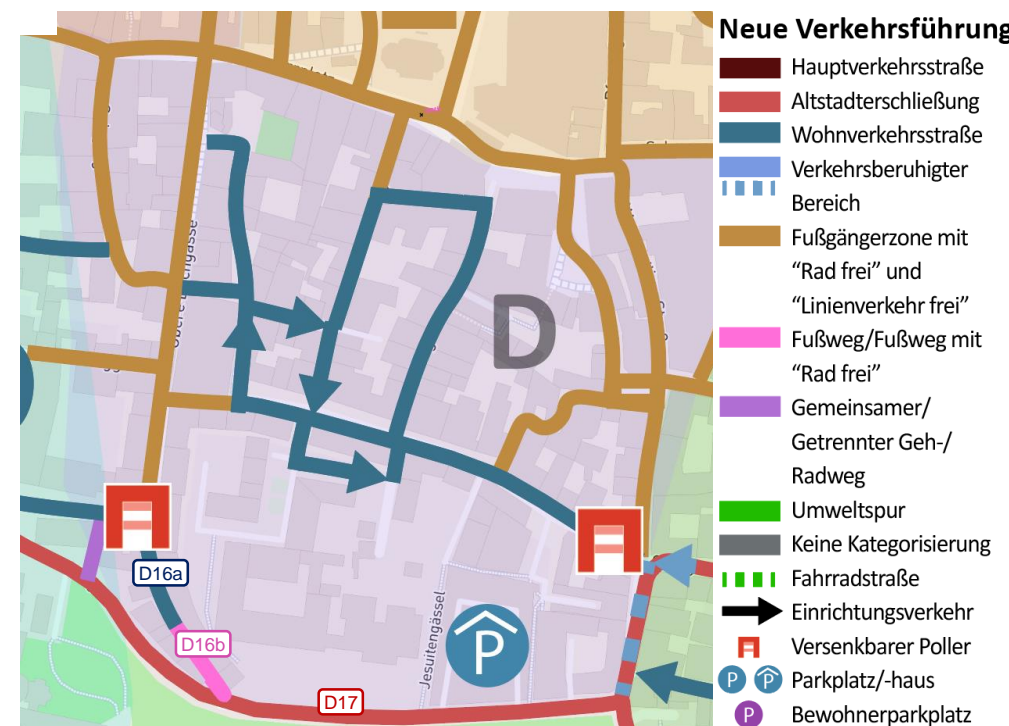 Neue Verkehrsführung
Hauptverkehrsstraße
Altstadterschließung
Wohnverkehrsstraße
Verkehrsberuhigter
Bereich
Fußgängerzone mit
“Rad frei” und
“Linienverkehr frei”
Fußweg/Fußweg mit
“Rad frei”
Gemeinsamer/
Getrennter Geh-/
Radweg
Umweltspur
Keine Kategorisierung
Fahrradstraße
Einrichtungsverkehr
Versenkbarer Poller
P
P
Parkplatz/-haus
P
Bewohnerparkplatz
D
D16a
D16b
D17
Jesuitengässel
P